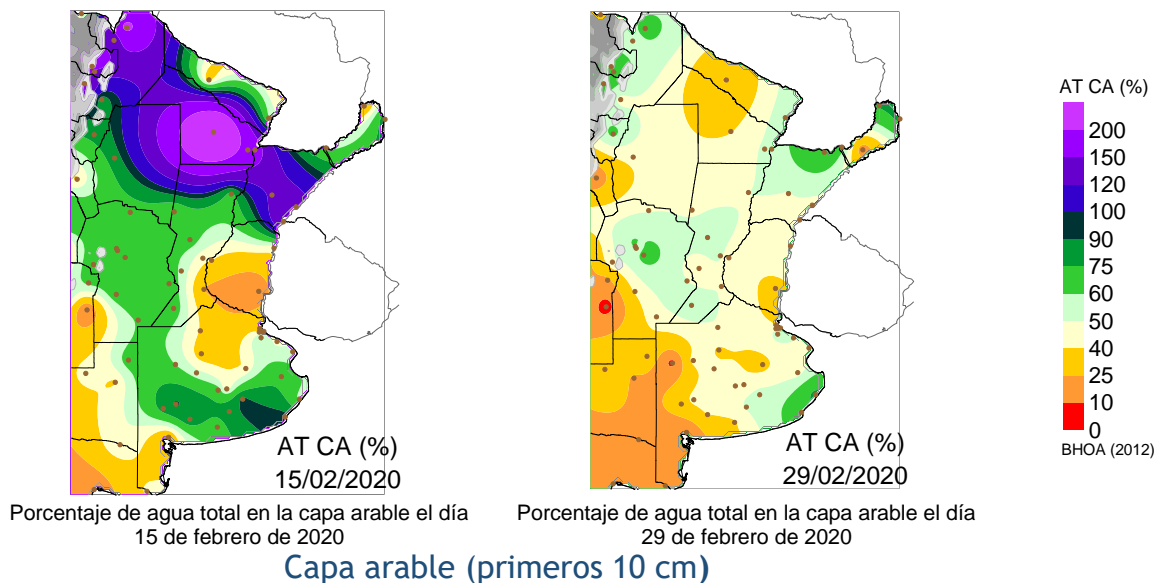 AT CA (%)
15/02/2020
AT CA (%)
29/02/2020
AT CA (%)
200
150
120
100
90
75
60
50
40
25
10
0
BHOA (2012)
Porcentaje de agua total en la capa arable el día
15 de febrero de 2020
Porcentaje de agua total en la capa arable el día
29 de febrero de 2020
Capa arable (primeros 10 cm)